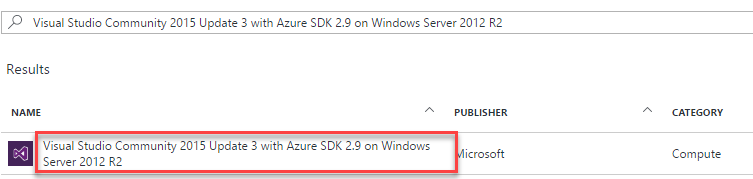 Visual Studio Community 2015 Update 3 with Azure SDK 2.9 on Windows Server 2012 R2
Results
NAME PUBLISHER CATEGORY
Visual Studio Community 2015 Update 3 with Azure SDK 2.9 on Windows Microsoft Compute
Server 2012 R2